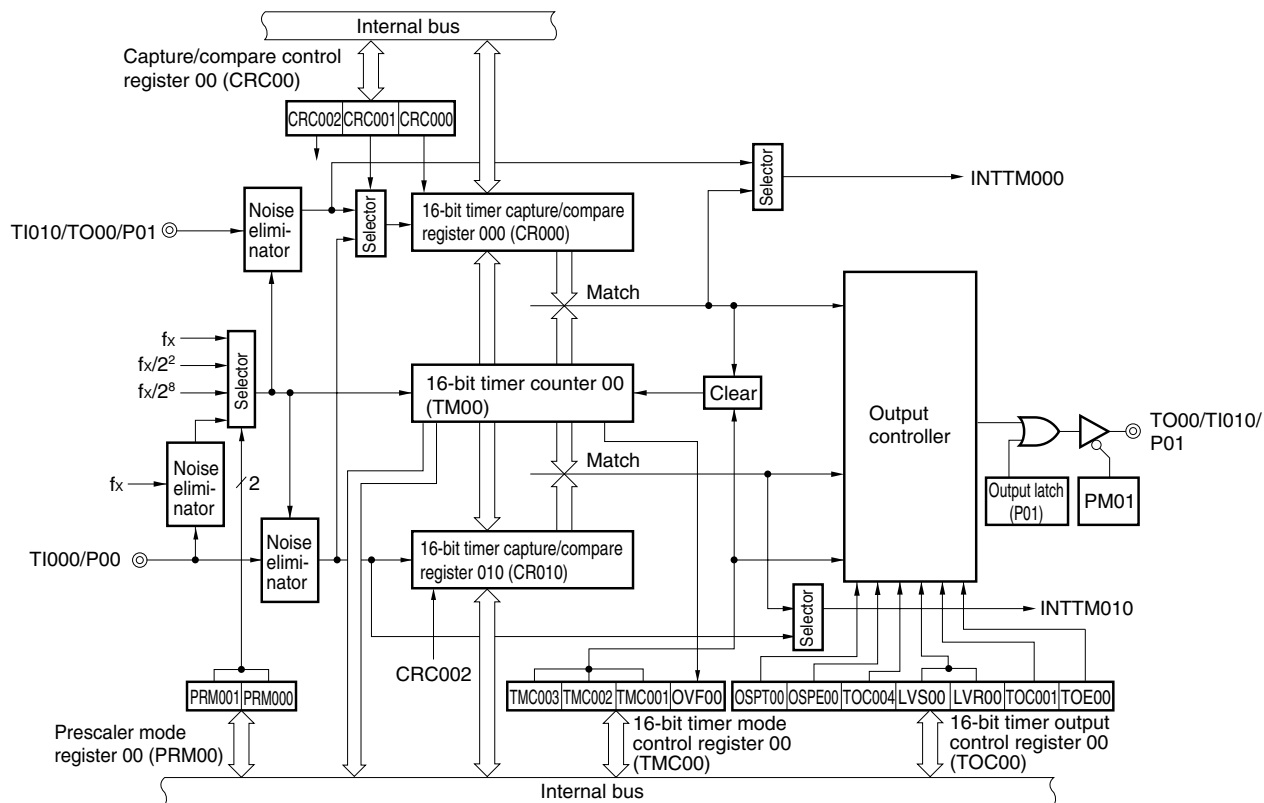 Internal bus
Capture/compare control
register 00 (CRC00)
CRC002 CRC001 CRC000
Selector
INTTM000
TI010/TO00/P01
Noise
elimi-
nator
Selector
16-bit timer capture/compare
register 000 (CR000)
Match
fX
fX/2²
fX/2⁸
Selector
16-bit timer counter 00
(TM00)
Clear
Output
controller
TO00/TI010/
P01
Output latch
(P01)
PM01
fX
Noise
elimi-
nator
2
Match
TI000/P00
Noise
elimi-
nator
16-bit timer capture/compare
register 010 (CR010)
Selector
INTTM010
CRC002
PRM001 PRM000
Prescaler mode
register 00 (PRM00)
TMC003 TMC002 TMC001 OVF00
16-bit timer mode
control register 00
(TMC00)
OSPT00 OSPE00 TOC004 LVS00 LVR00 TOC001 TOE00
16-bit timer output
control register 00
(TOC00)
Internal bus